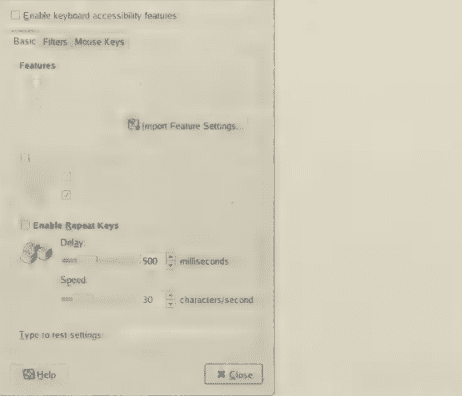 Enable keyboard accessibility features
Basic Filters Mouse Keys
Features
Import Feature Settings...
Enable Repeat Keys
Delay:
500 milliseconds
Speed:
30 characters/second
Type to test settings:
Help Close